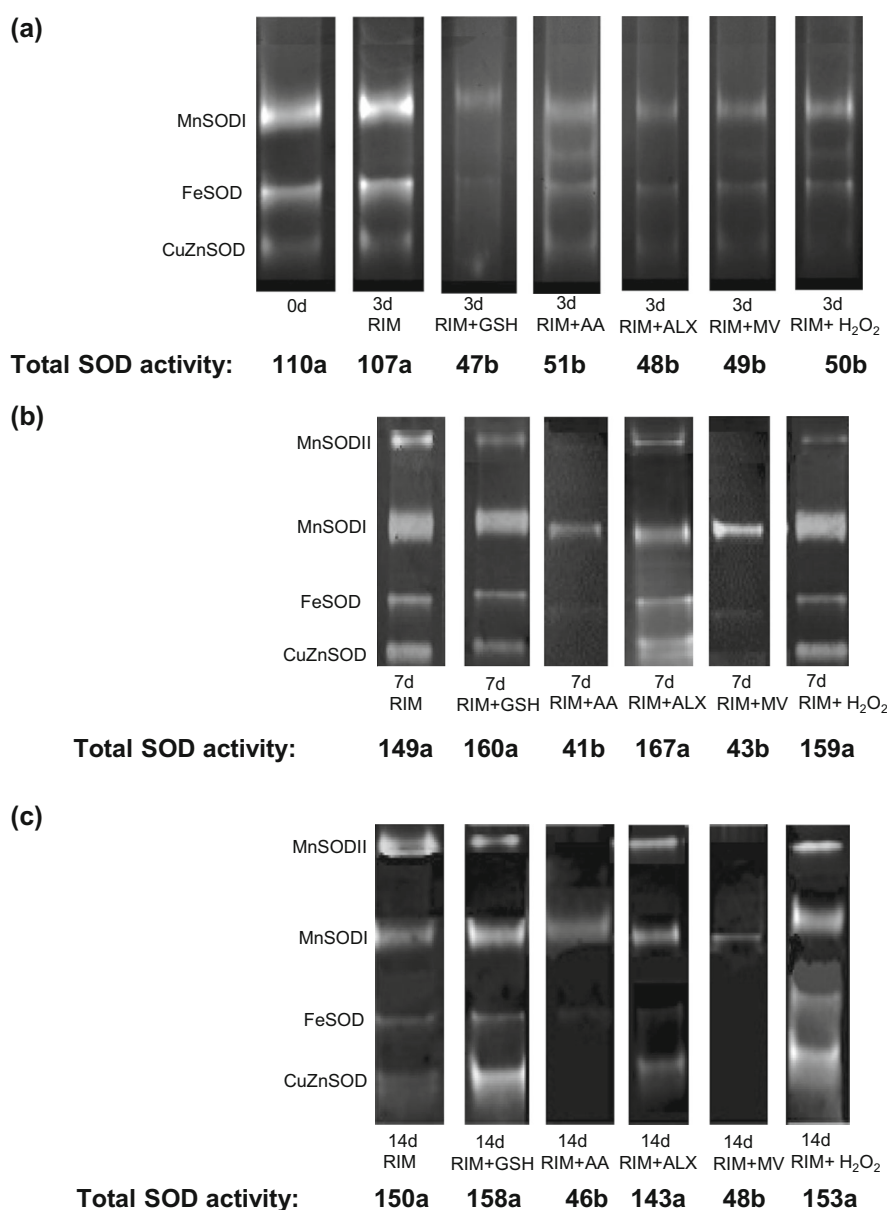 (a)
MnSODI
FeSOD
CuZnSOD
0d 3d 3d 3d 3d 3d 3d
RIM RIM+GSH RIM+AA RIM+ALX RIM+MV RIM+ H₂O₂
Total SOD activity: 110a 107a 47b 51b 48b 49b 50b
(b)
MnSODII
MnSODI
FeSOD
CuZnSOD
7d 7d 7d 7d 7d 7d
RIM RIM+GSH RIM+AA RIM+ALX RIM+MV RIM+ H₂O₂
Total SOD activity: 149a 160a 41b 167a 43b 159a
(c)
MnSODII
MnSODI
FeSOD
CuZnSOD
14d 14d 14d 14d 14d 14d
RIM RIM+GSH RIM+AA RIM+ALX RIM+MV RIM+ H₂O₂
Total SOD activity: 150a 158a 46b 143a 48b 153a